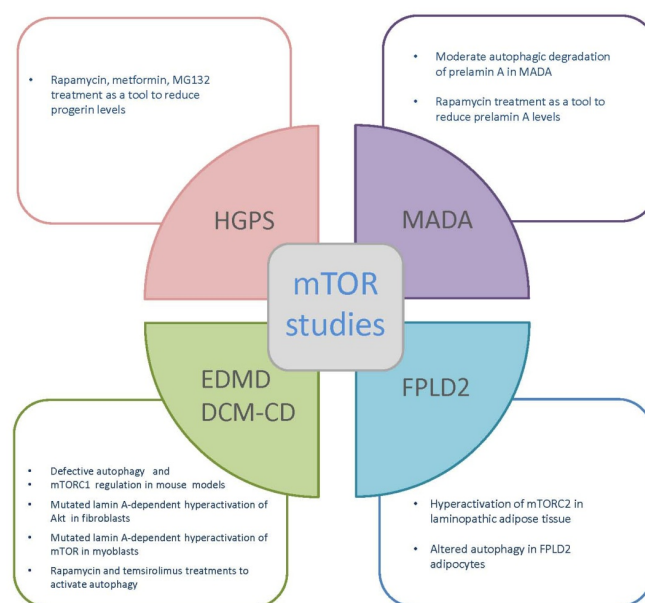 • Rapamycin, metformin, MG132
treatment as a tool to reduce
progerin levels
• Moderate autophagic degradation
of prelamin A in MADA
• Rapamycin treatment as a tool to
reduce prelamin A levels
HGPS
MADA
mTOR
studies
EDMD
DCM-CD
FPLD2
• Defective autophagy and
• mTORC1 regulation in mouse models
• Mutated lamin A-dependent hyperactivation of
Akt in fibroblasts
• Mutated lamin A-dependent hyperactivation of
mTOR in myoblasts
• Rapamycin and temsirolimus treatments to
activate autophagy
• Hyperactivation of mTORC2 in
laminopathic adipose tissue
• Altered autophagy in FPLD2
adipocytes